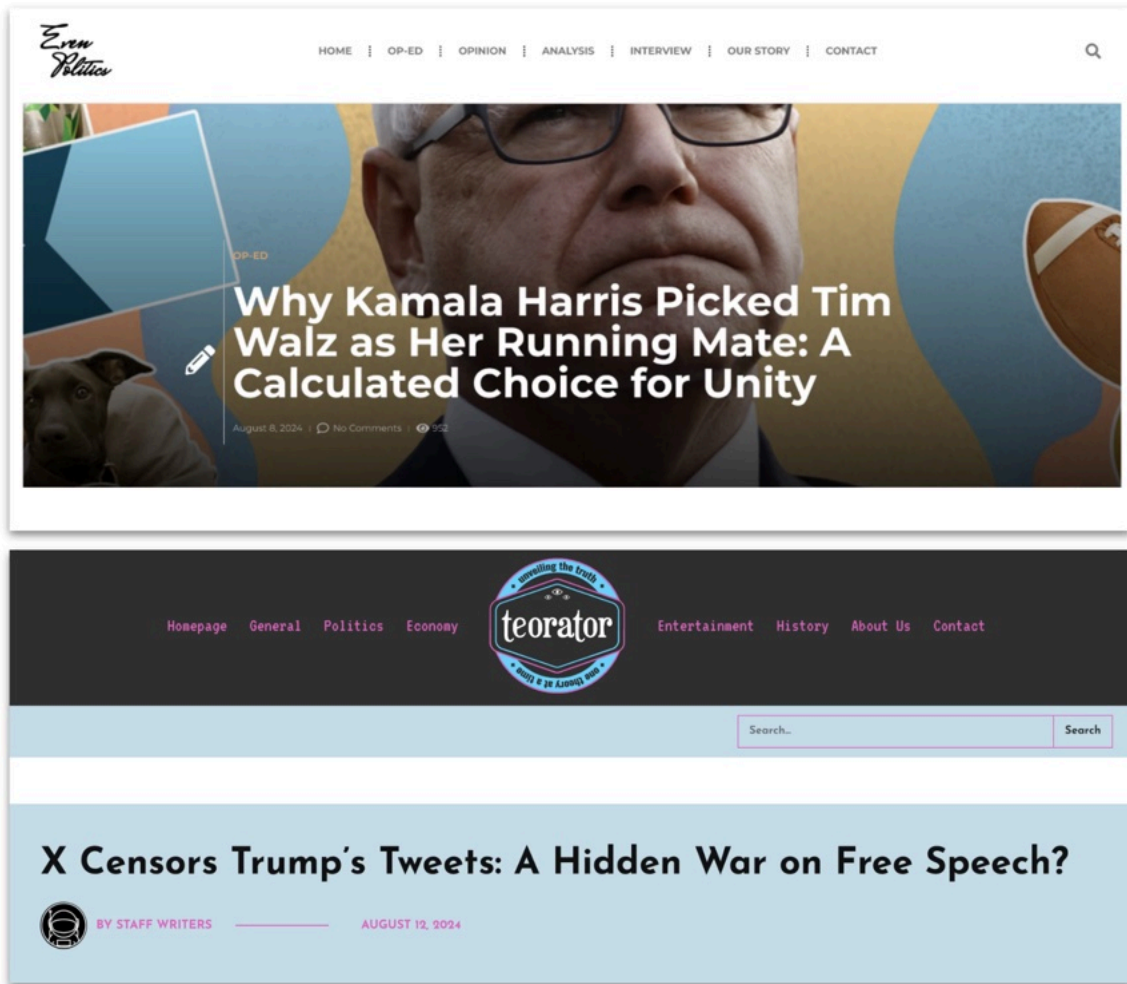 Even
Politics
HOME OP-ED OPINION ANALYSIS INTERVIEW OUR STORY CONTACT
OP-ED
Why Kamala Harris Picked Tim
Walz as Her Running Mate: A
Calculated Choice for Unity
August 8, 2024 No Comments 952
unveiling the truth
Homepage General Politics Economy teorator Entertainment History About Us Contact
one theory at a time
Search... Search
X Censors Trump's Tweets: A Hidden War on Free Speech?
BY STAFF WRITERS AUGUST 12, 2024